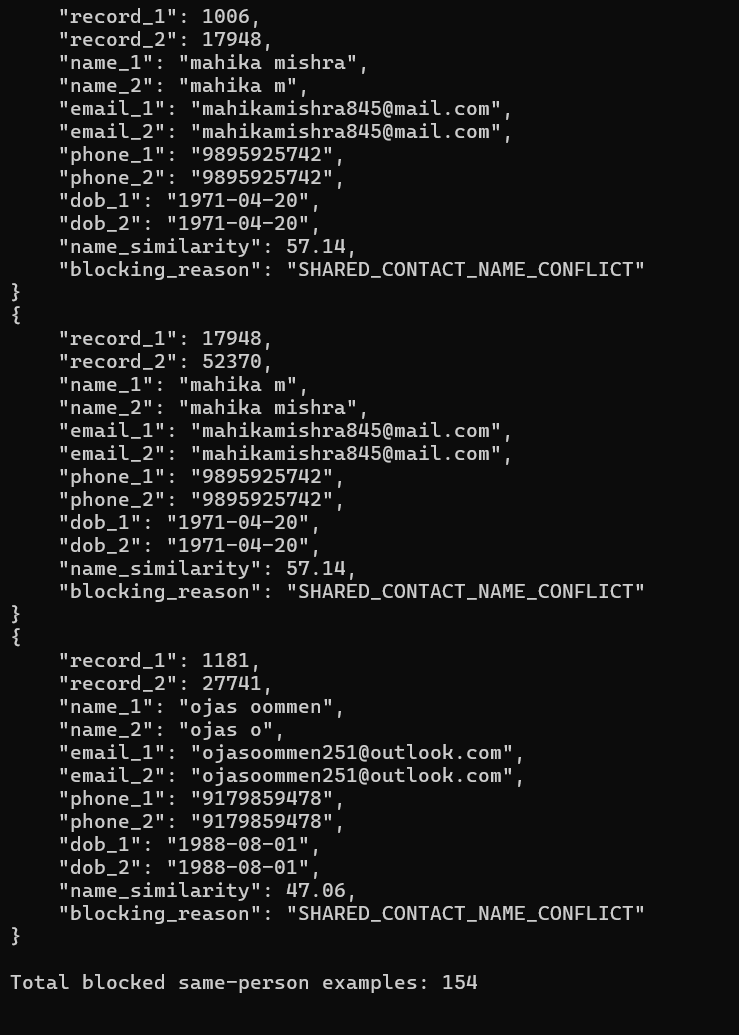 "record_1": 1006,
    "record_2": 17948,
    "name_1": "mahika mishra",
    "name_2": "mahika m",
    "email_1": "mahikamishra845@mail.com",
    "email_2": "mahikamishra845@mail.com",
    "phone_1": "9895925742",
    "phone_2": "9895925742",
    "dob_1": "1971-04-20",
    "dob_2": "1971-04-20",
    "name_similarity": 57.14,
    "blocking_reason": "SHARED_CONTACT_NAME_CONFLICT"
}
{
    "record_1": 17948,
    "record_2": 52370,
    "name_1": "mahika m",
    "name_2": "mahika mishra",
    "email_1": "mahikamishra845@mail.com",
    "email_2": "mahikamishra845@mail.com",
    "phone_1": "9895925742",
    "phone_2": "9895925742",
    "dob_1": "1971-04-20",
    "dob_2": "1971-04-20",
    "name_similarity": 57.14,
    "blocking_reason": "SHARED_CONTACT_NAME_CONFLICT"
}
{
    "record_1": 1181,
    "record_2": 27741,
    "name_1": "ojas oommen",
    "name_2": "ojas o",
    "email_1": "ojasoommen251@outlook.com",
    "email_2": "ojasoommen251@outlook.com",
    "phone_1": "9179859478",
    "phone_2": "9179859478",
    "dob_1": "1988-08-01",
    "dob_2": "1988-08-01",
    "name_similarity": 47.06,
    "blocking_reason": "SHARED_CONTACT_NAME_CONFLICT"
}

Total blocked same-person examples: 154